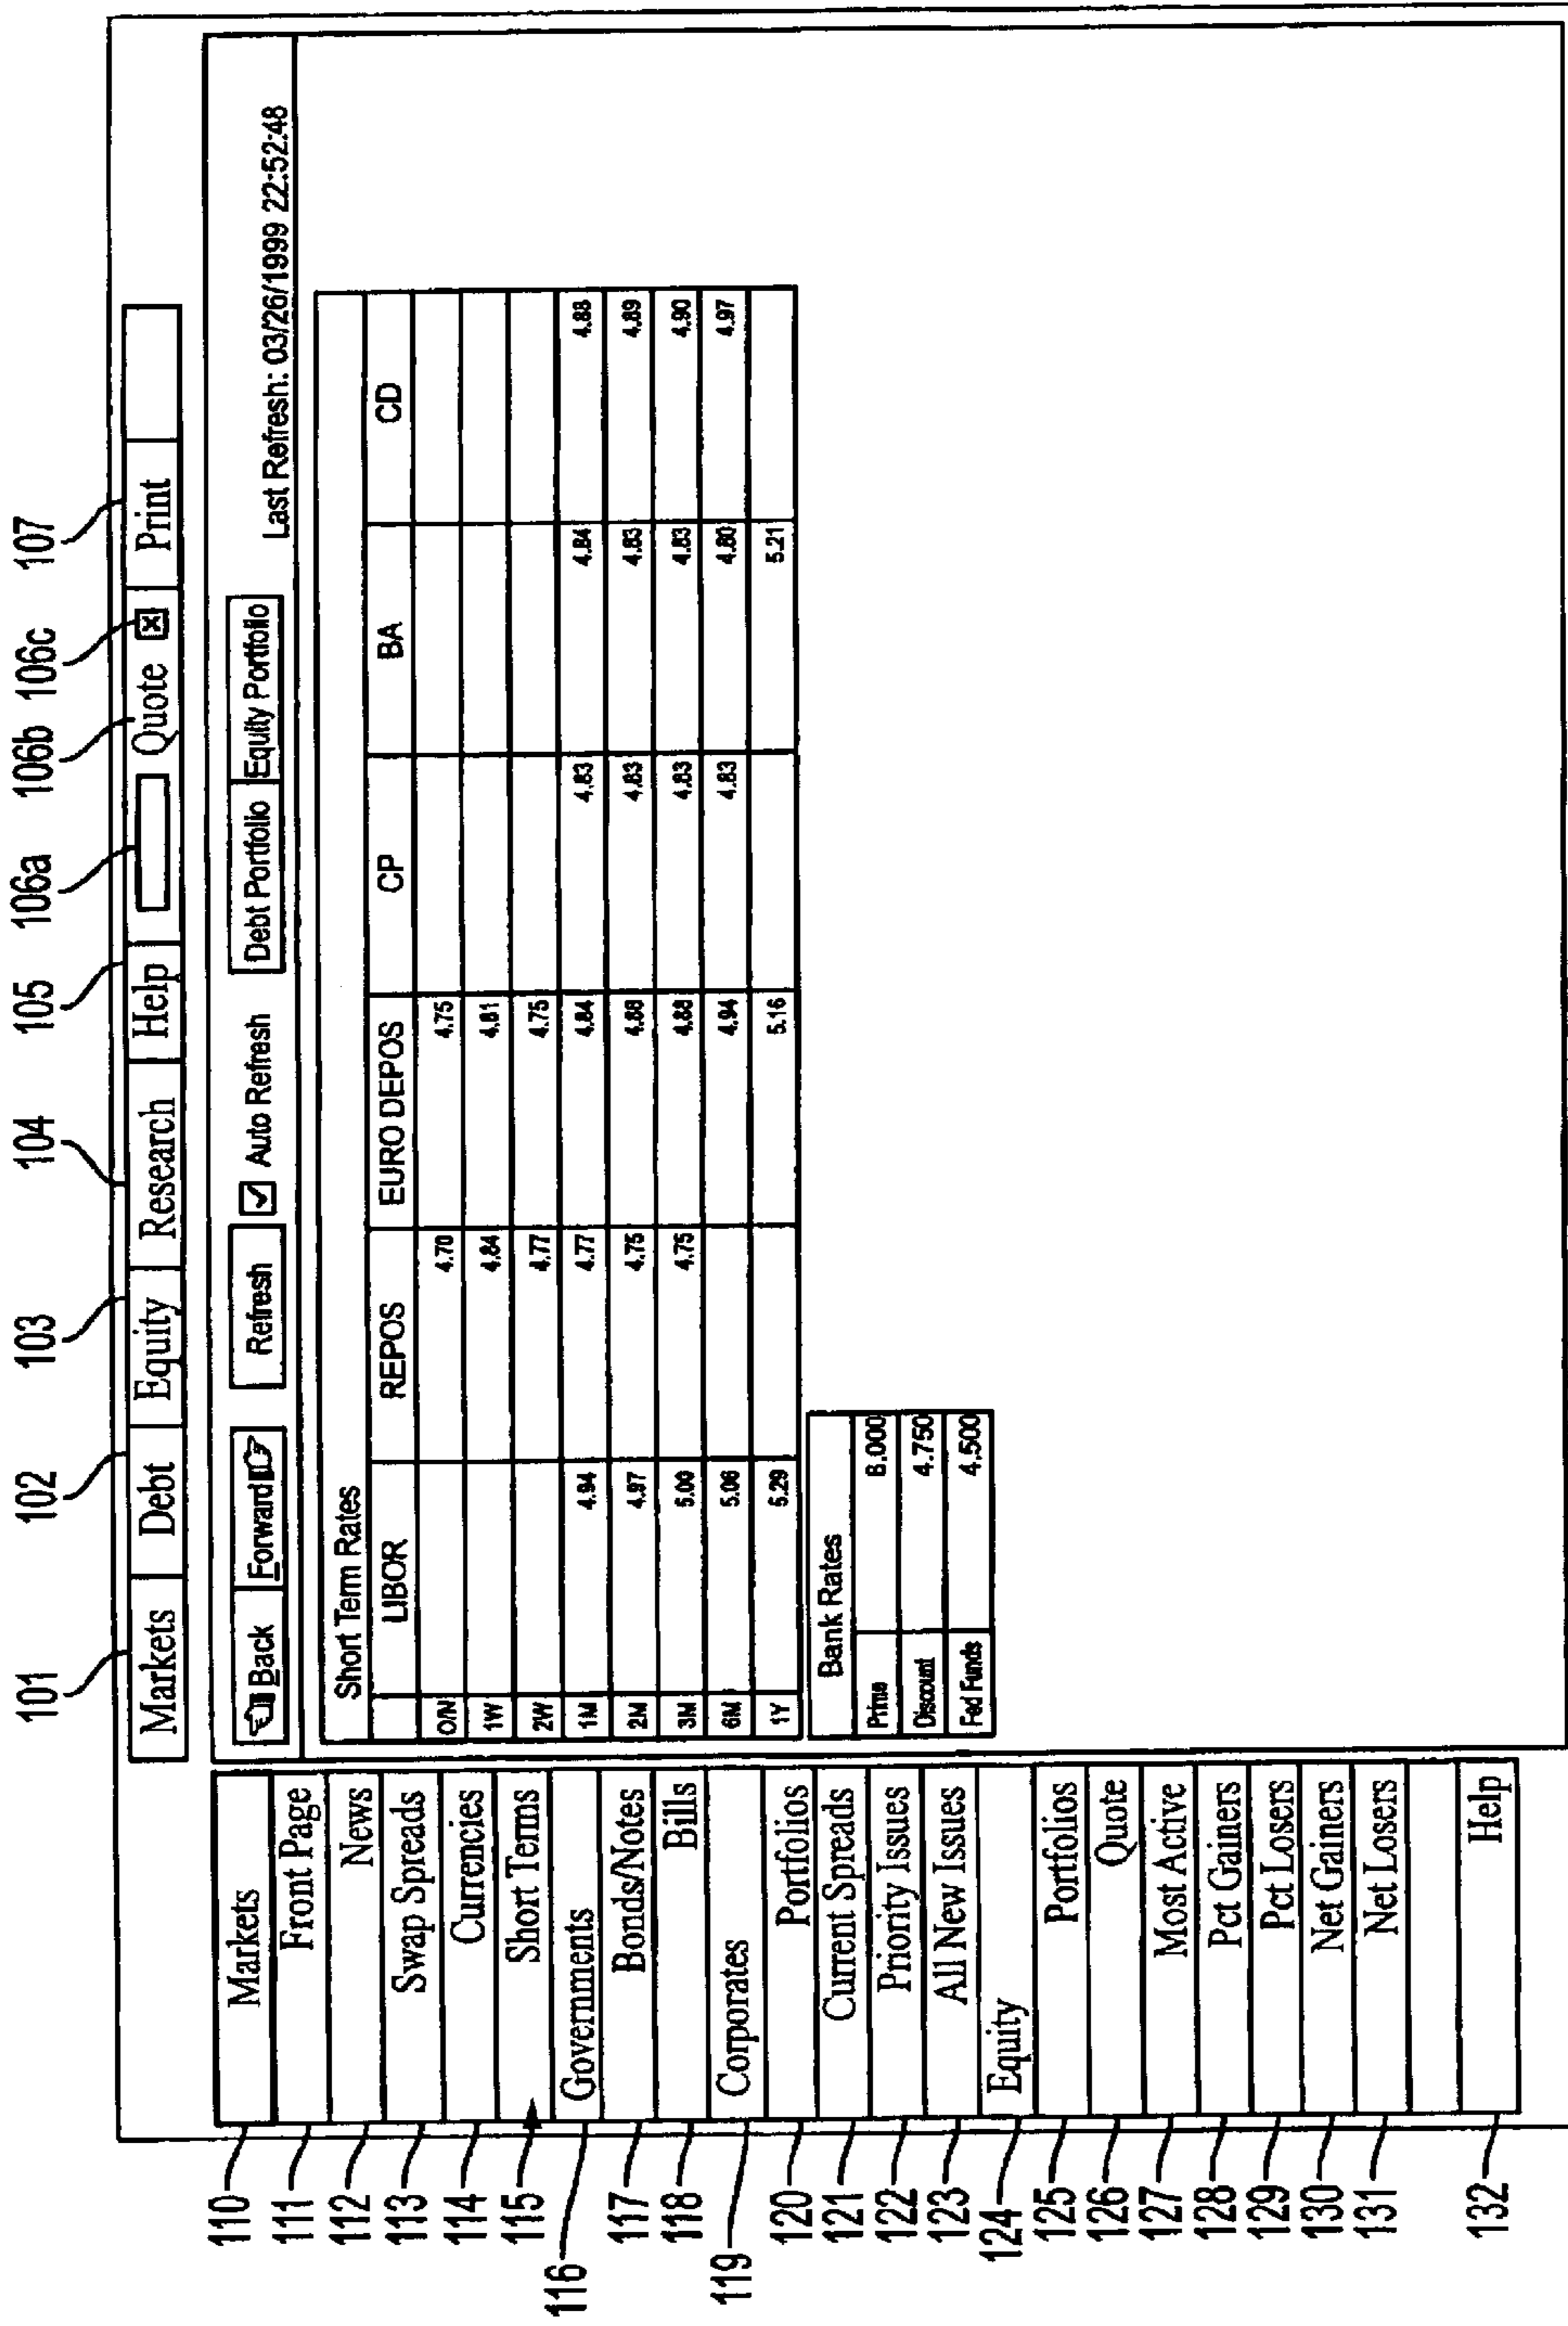 101 102 103 104 105 106a 106b 106c 107
Markets Debt Equity Research Help Quote Print
Back Forward Refresh Auto Refresh Debt Portfolio Equity Portfolio
Last Refresh: 03/26/1999 22:52:48
110 Markets
111 Front Page
112 News
113 Swap Spreads
114 Currencies
115 Short Terms
116 Governments
117 Bonds/Notes
118 Bills
119 Corporates
120 Portfolios
121 Current Spreads
122 Priority Issues
123 All New Issues
124 Equity
125 Portfolios
126 Quote
127 Most Active
128 Pct Gainers
129 Pct Losers
130 Net Gainers
131 Net Losers
132 Help
Short Term Rates
LIBOR REPOS EURO DEPOS CP BA CD
O/N 4.70 4.75
1W 4.84 4.81
2W 4.77 4.75
1M 4.94 4.77 4.84 4.83 4.84 4.88
2M 4.97 4.75 4.88 4.83 4.83 4.89
3M 5.00 4.75 4.88 4.83 4.83 4.90
6M 5.06 4.94 4.83 4.80 4.97
1Y 5.29 5.16 5.21
Bank Rates
Prime 8.000
Discount 4.750
Fed Funds 4.500